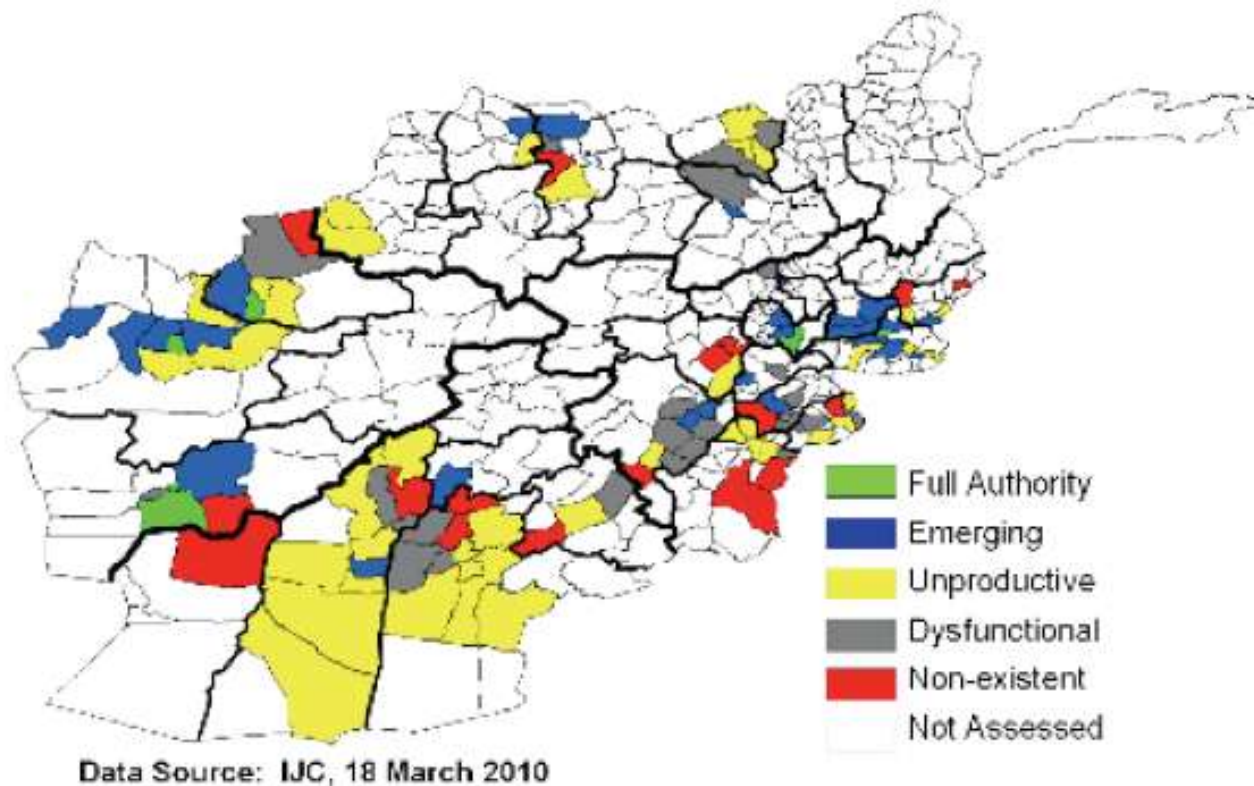 Full Authority
Emerging
Unproductive
Dysfunctional
Non-existent
Not Assessed
Data Source: IJC, 18 March 2010